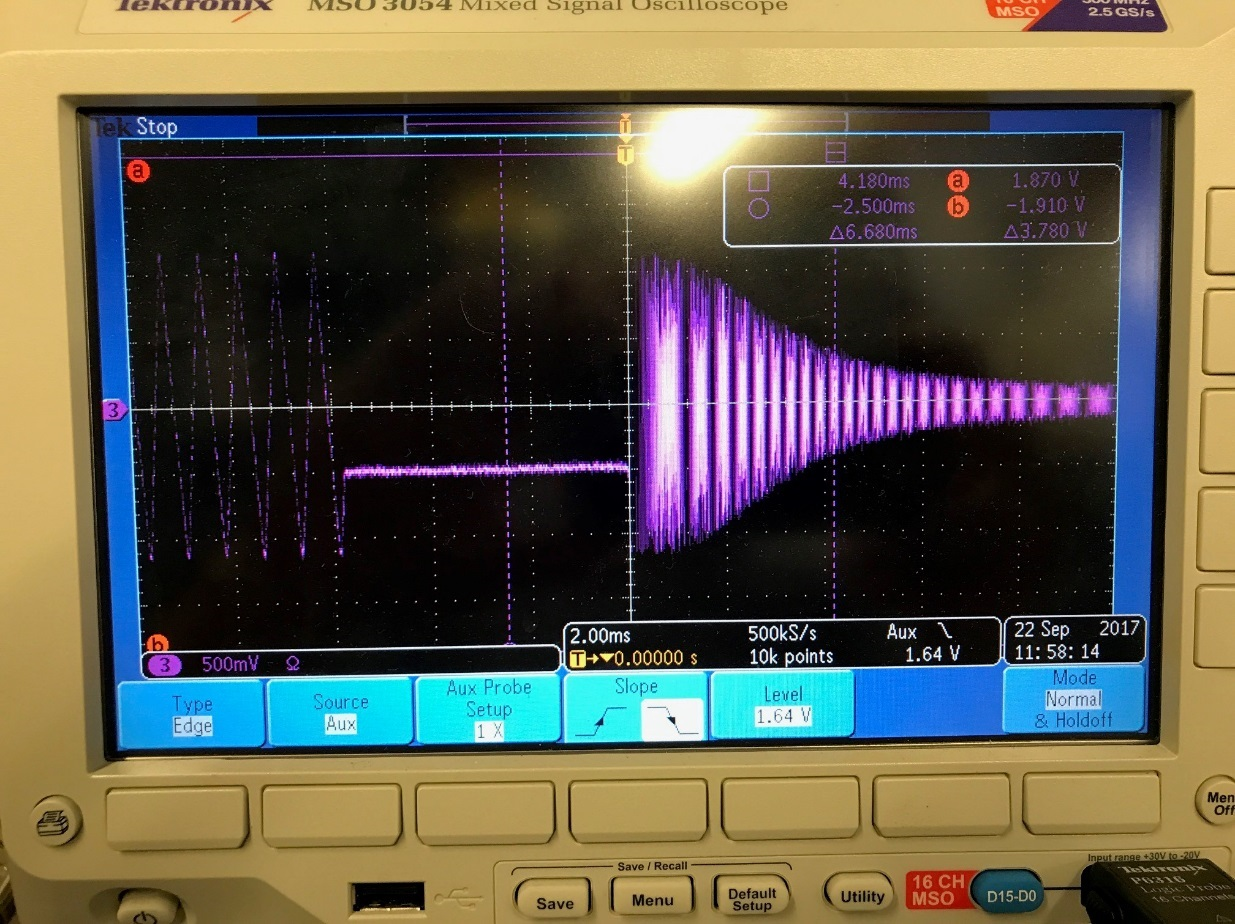 Tektronix MSO 3054 Mixed Signal Oscilloscope
16 CH
MSO
500 MHz
2.5 GS/s
Tek Stop
T
T
a
4.180ms a 1.870 V
-2.500ms b -1.910 V
Δ6.680ms Δ3.780 V
3
b
3 500mV Ω
2.00ms 500kS/s Aux
T→▼0.00000 s 10k points 1.64 V
22 Sep 2017
11:58:14
Type
Edge
Source
Aux
Aux Probe
Setup
1 X
Slope
Level
1.64 V
Mode
Normal
& Holdoff
Men
Off
Save / Recall
Save
Menu
Default
Setup
Utility
16 CH
MSO
D15-D0
Input range +30V to -20V
Tektronix
P6316
Logic Probe
16 Channels